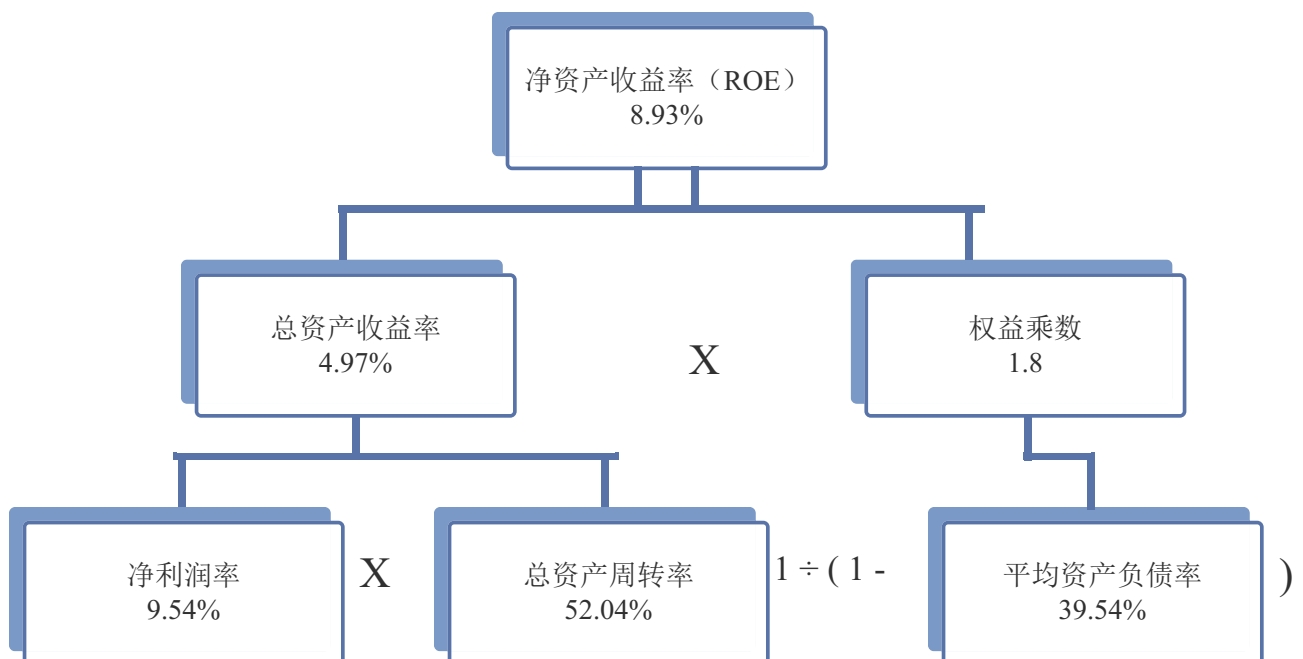 净资产收益率（ROE）
8.93%
总资产收益率
4.97%
X
权益乘数
1.8
净利润率
9.54%
X
总资产周转率
52.04%
1 ÷ ( 1 -
平均资产负债率
39.54%
)